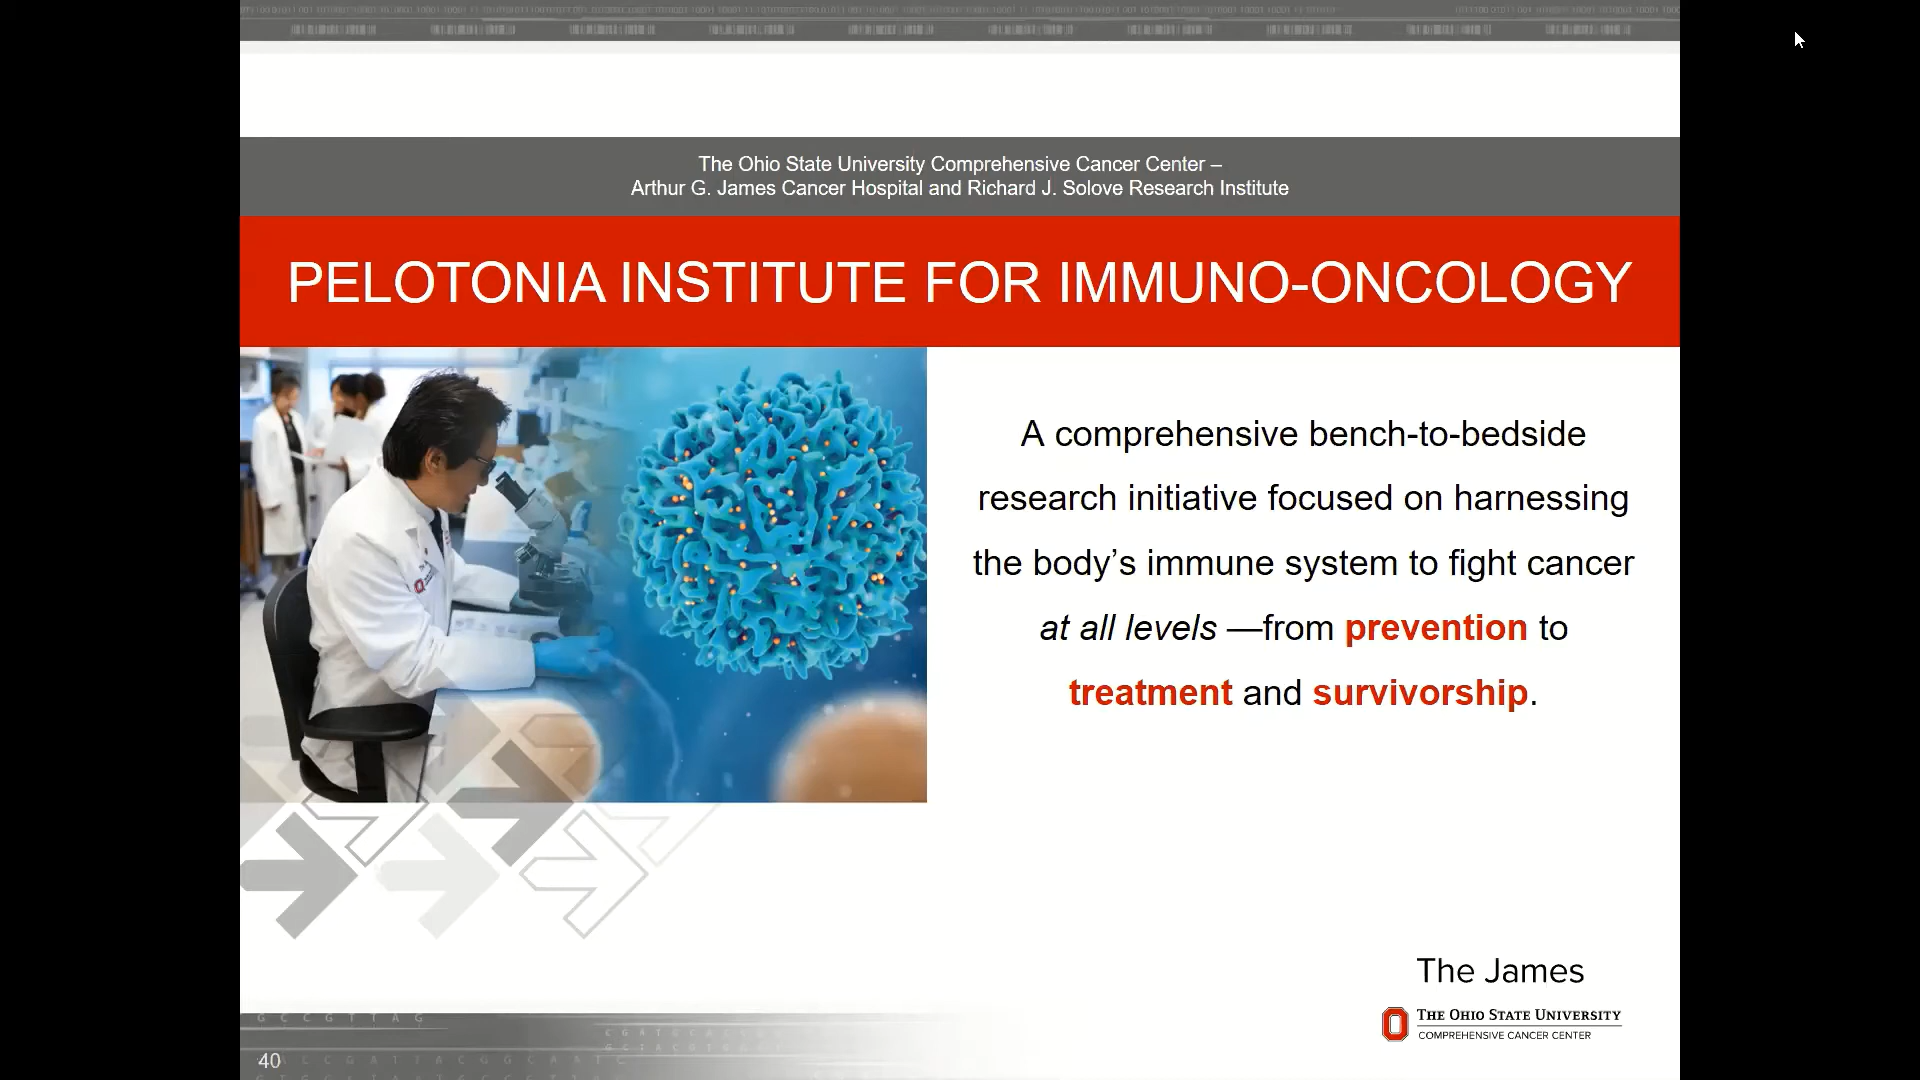 The Ohio State University Comprehensive Cancer Center –
Arthur G. James Cancer Hospital and Richard J. Solove Research Institute
PELOTONIA INSTITUTE FOR IMMUNO-ONCOLOGY
A comprehensive bench-to-bedside
research initiative focused on harnessing
the body’s immune system to fight cancer
at all levels —from prevention to
treatment and survivorship.
The James
THE OHIO STATE UNIVERSITY
COMPREHENSIVE CANCER CENTER
G C C G T T A G
40